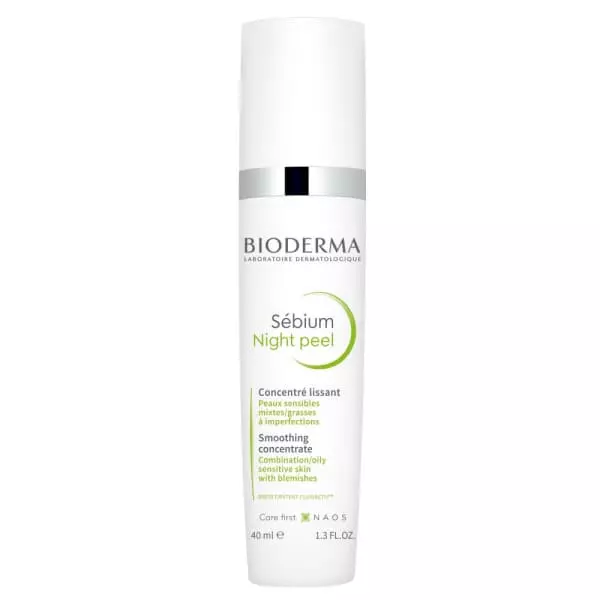 BIODERMA
LABORATOIRE DERMATOLOGIQUE
Sébium
Night peel
Concentré lissant
Peaux sensibles
mixtes/grasses
à imperfections
Smoothing
concentrate
Combination/oily
sensitive skin
with blemishes
Care first NAOS
40 ml ℮ 1.3 FL.OZ.